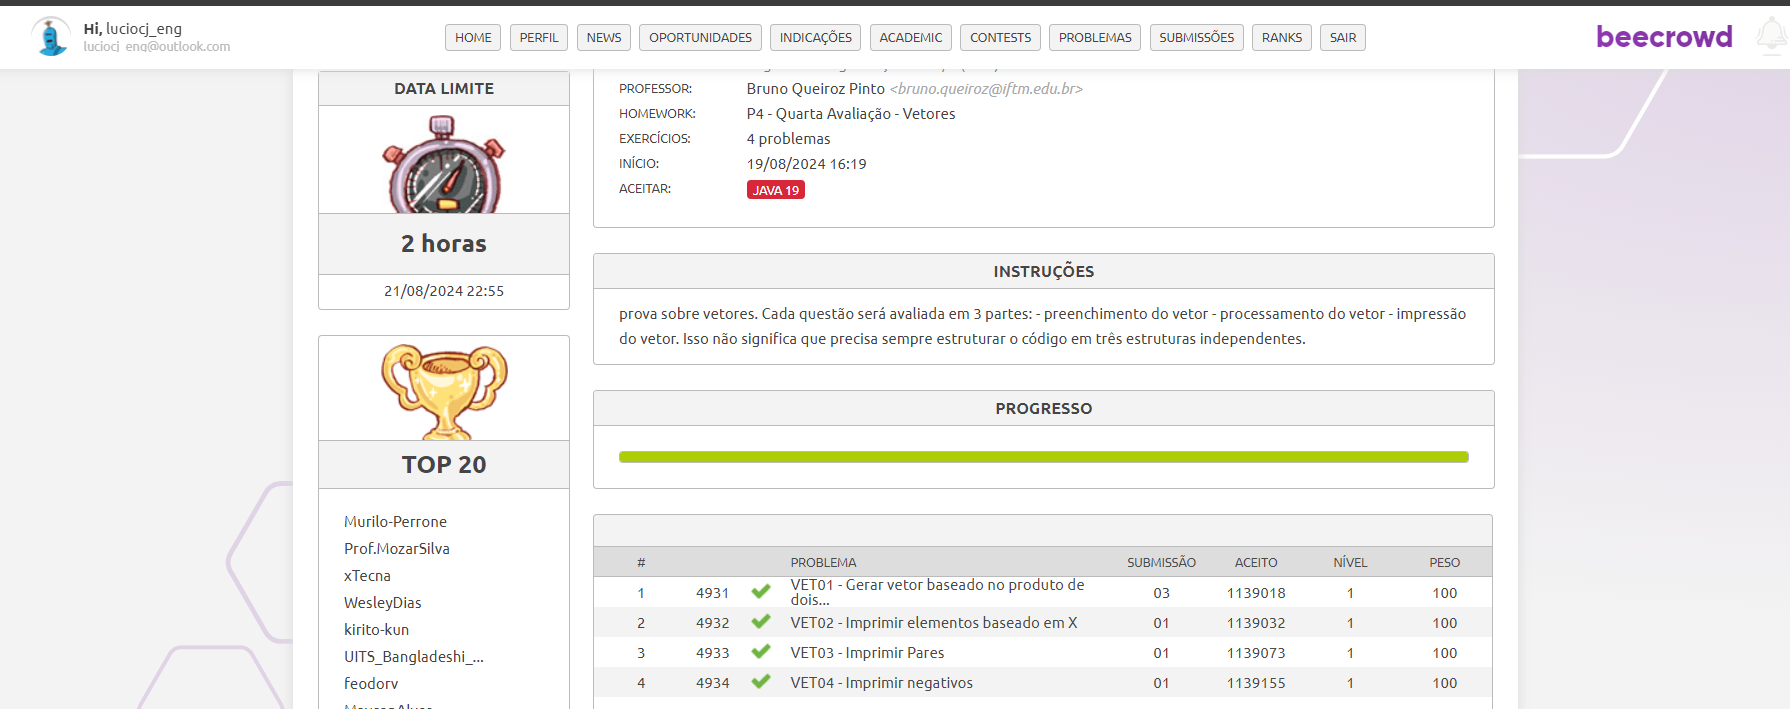 Hi, luciocj_eng
luciocj_eng@outlook.com
HOME PERFIL NEWS OPORTUNIDADES INDICAÇÕES ACADEMIC CONTESTS PROBLEMAS SUBMISSÕES RANKS SAIR
beecrowd
DATA LIMITE
2 horas
21/08/2024 22:55
TOP 20
Murilo-Perrone
Prof.MozarSilva
xTecna
WesleyDias
kirito-kun
UITS_Bangladeshi_...
feodorv
PROFESSOR: Bruno Queiroz Pinto <bruno.queiroz@iftm.edu.br>
HOMEWORK: P4 - Quarta Avaliação - Vetores
EXERCÍCIOS: 4 problemas
INÍCIO: 19/08/2024 16:19
ACEITAR: JAVA 19
INSTRUÇÕES
prova sobre vetores. Cada questão será avaliada em 3 partes: - preenchimento do vetor - processamento do vetor - impressão
do vetor. Isso não significa que precisa sempre estruturar o código em três estruturas independentes.
PROGRESSO
# PROBLEMA SUBMISSÃO ACEITO NÍVEL PESO
1 4931 VET01 - Gerar vetor baseado no produto de
dois... 03 1139018 1 100
2 4932 VET02 - Imprimir elementos baseado em X 01 1139032 1 100
3 4933 VET03 - Imprimir Pares 01 1139073 1 100
4 4934 VET04 - Imprimir negativos 01 1139155 1 100